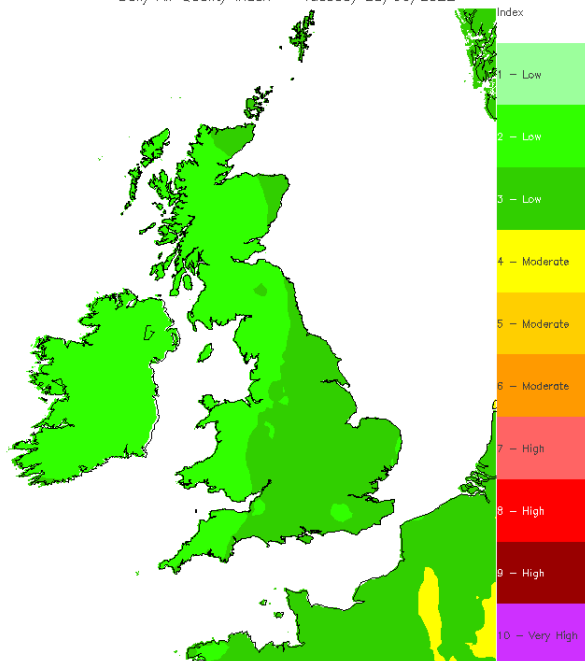 Index
1 - Low
2 - Low
3 - Low
4 - Moderate
5 - Moderate
6 - Moderate
7 - High
8 - High
9 - High
10 - Very High